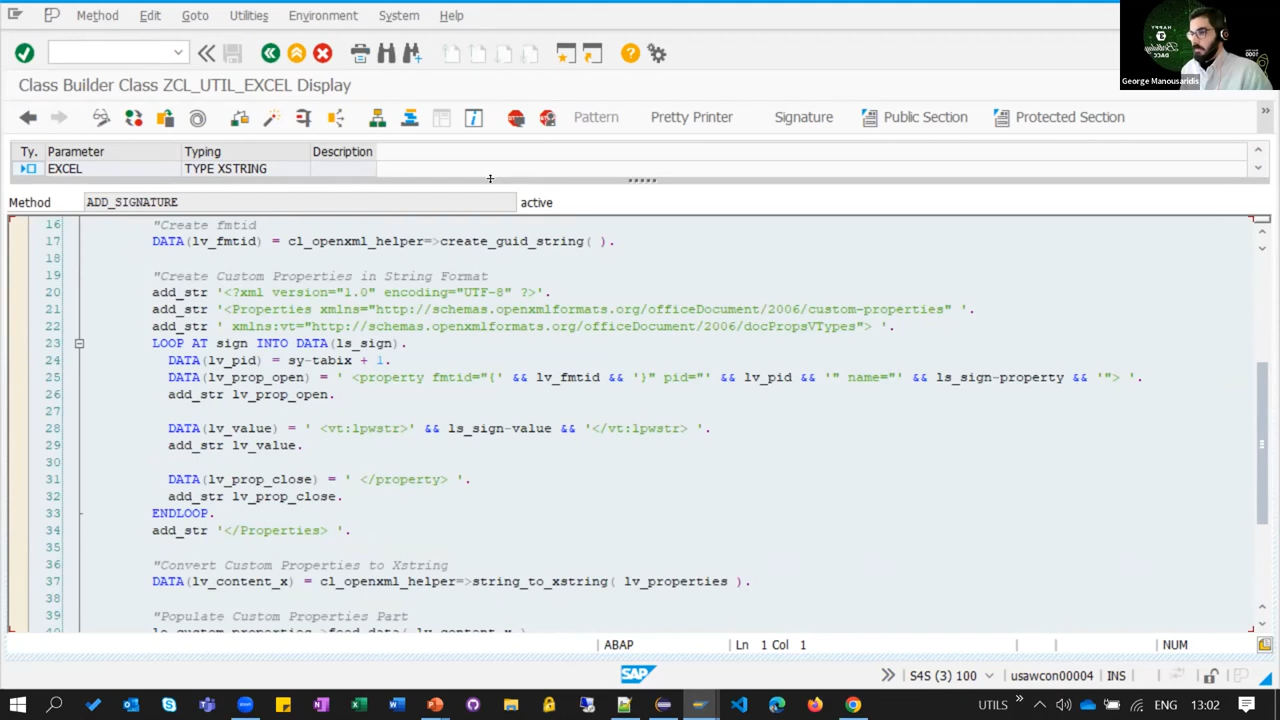 Method Edit Goto Utilities Environment System Help
HAPPY
Birthday
DACC
George Manousaridis
Class Builder Class ZCL_UTIL_EXCEL Display
Pattern Pretty Printer Signature Public Section Protected Section
Ty. Parameter Typing Description
EXCEL TYPE XSTRING
Method ADD_SIGNATURE active
16 "Create fmtid
17 DATA(lv_fmtid) = cl_openxml_helper=>create_guid_string( ).
18
19 "Create Custom Properties in String Format
20 add_str '<?xml version="1.0" encoding="UTF-8" ?>'.
21 add_str '<Properties xmlns="http://schemas.openxmlformats.org/officeDocument/2006/custom-properties" '.
22 add_str ' xmlns:vt="http://schemas.openxmlformats.org/officeDocument/2006/docPropsVTypes"> '.
23 LOOP AT sign INTO DATA(ls_sign).
24 DATA(lv_pid) = sy-tabix + 1.
25 DATA(lv_prop_open) = ' <property fmtid="{' && lv_fmtid && '}" pid="' && lv_pid && '" name="' && ls_sign-property && '"> '.
26 add_str lv_prop_open.
27
28 DATA(lv_value) = ' <vt:lpwstr>' && ls_sign-value && '</vt:lpwstr> '.
29 add_str lv_value.
30
31 DATA(lv_prop_close) = ' </property> '.
32 add_str lv_prop_close.
33 ENDLOOP.
34 add_str '</Properties> '.
35
36 "Convert Custom Properties to Xstring
37 DATA(lv_content_x) = cl_openxml_helper=>string_to_xstring( lv_properties ).
38
39 "Populate Custom Properties Part
ABAP Ln 1 Col 1 NUM
SAP S4S (3) 100 usawcon00004 INS
UTILS ENG 13:02